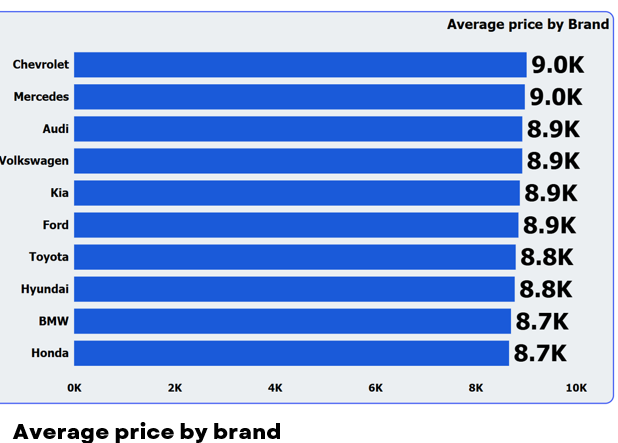 Average price by Brand
Chevrolet 9.0K
Mercedes 9.0K
Audi 8.9K
Volkswagen 8.9K
Kia 8.9K
Ford 8.9K
Toyota 8.8K
Hyundai 8.8K
BMW 8.7K
Honda 8.7K
0K 2K 4K 6K 8K 10K
Average price by brand